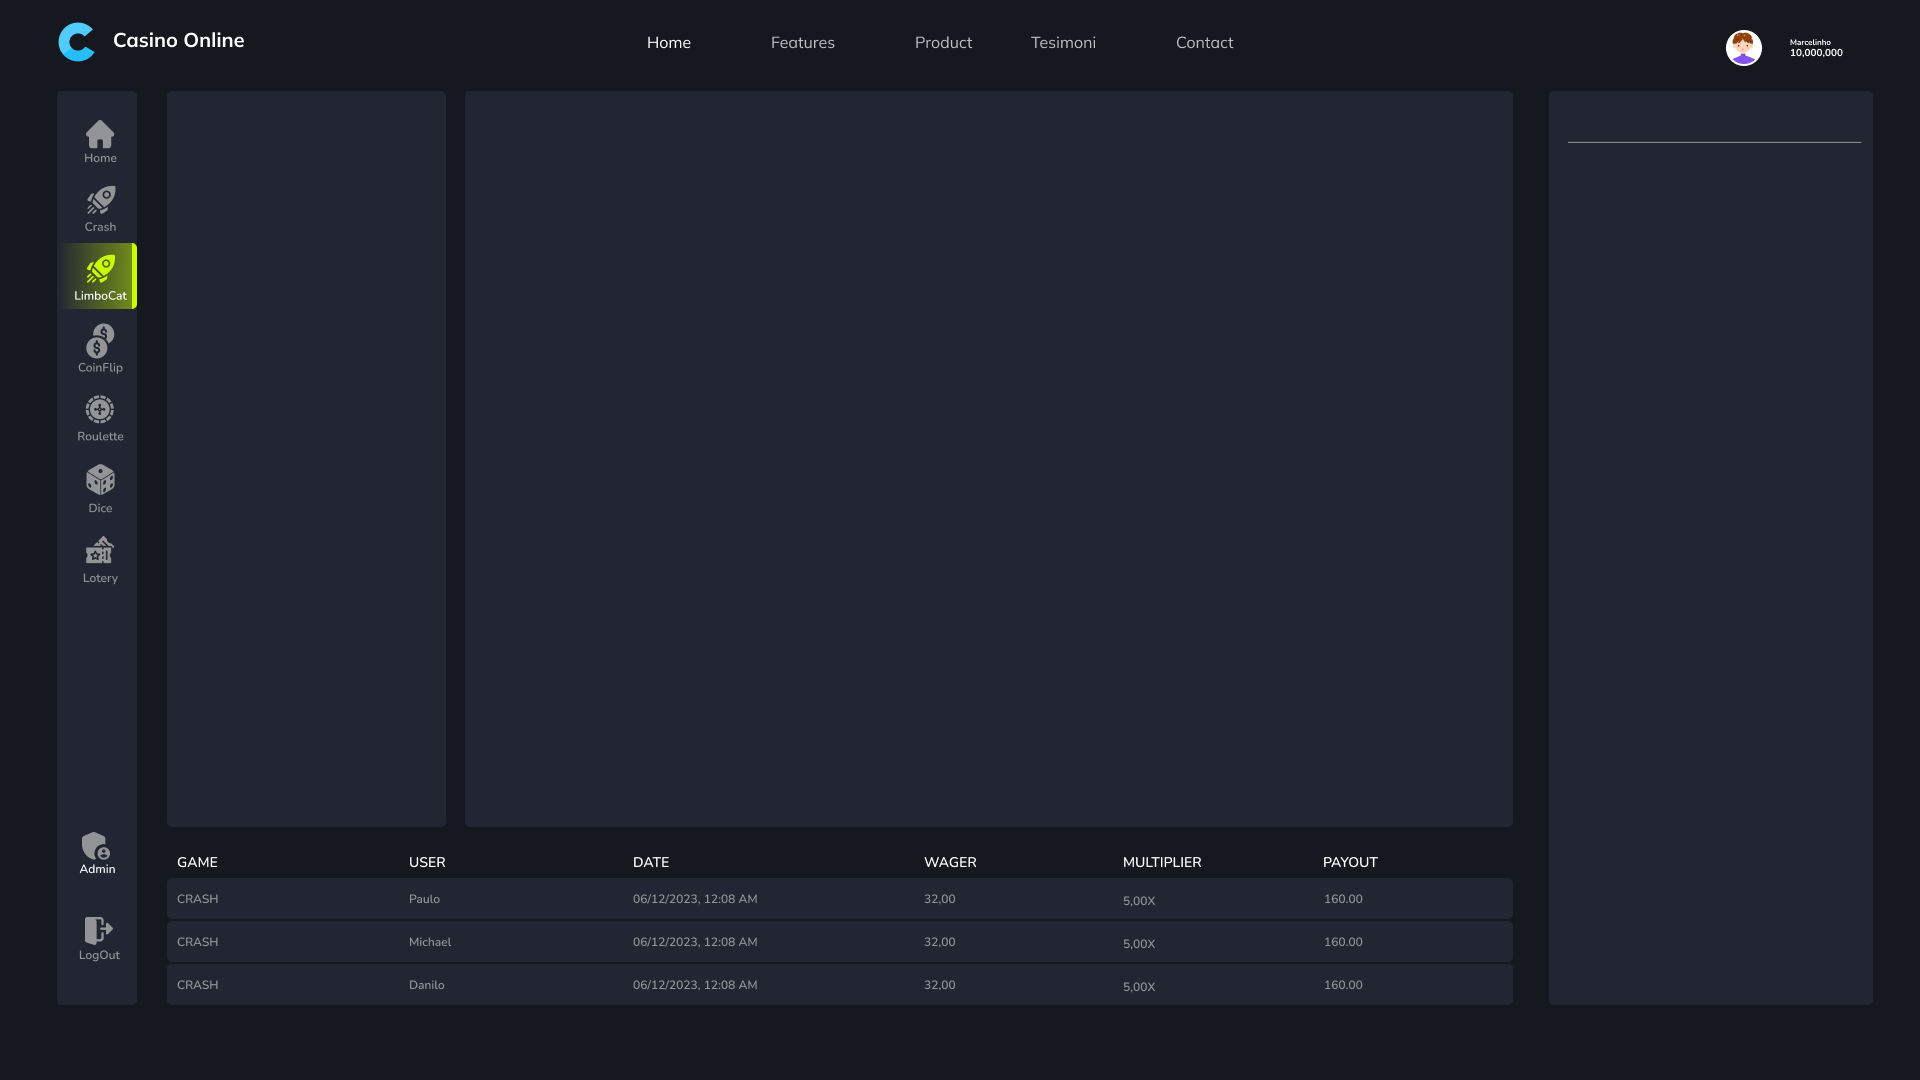 Casino Online
Home Features Product Tesimoni Contact
Marcelinho
10,000,000
Home
Crash
LimboCat
CoinFlip
Roulette
Dice
Lotery
Admin
LogOut
GAME USER DATE WAGER MULTIPLIER PAYOUT
CRASH Paulo 06/12/2023, 12:08 AM 32,00 5,00X 160.00
CRASH Michael 06/12/2023, 12:08 AM 32,00 5,00X 160.00
CRASH Danilo 06/12/2023, 12:08 AM 32,00 5,00X 160.00